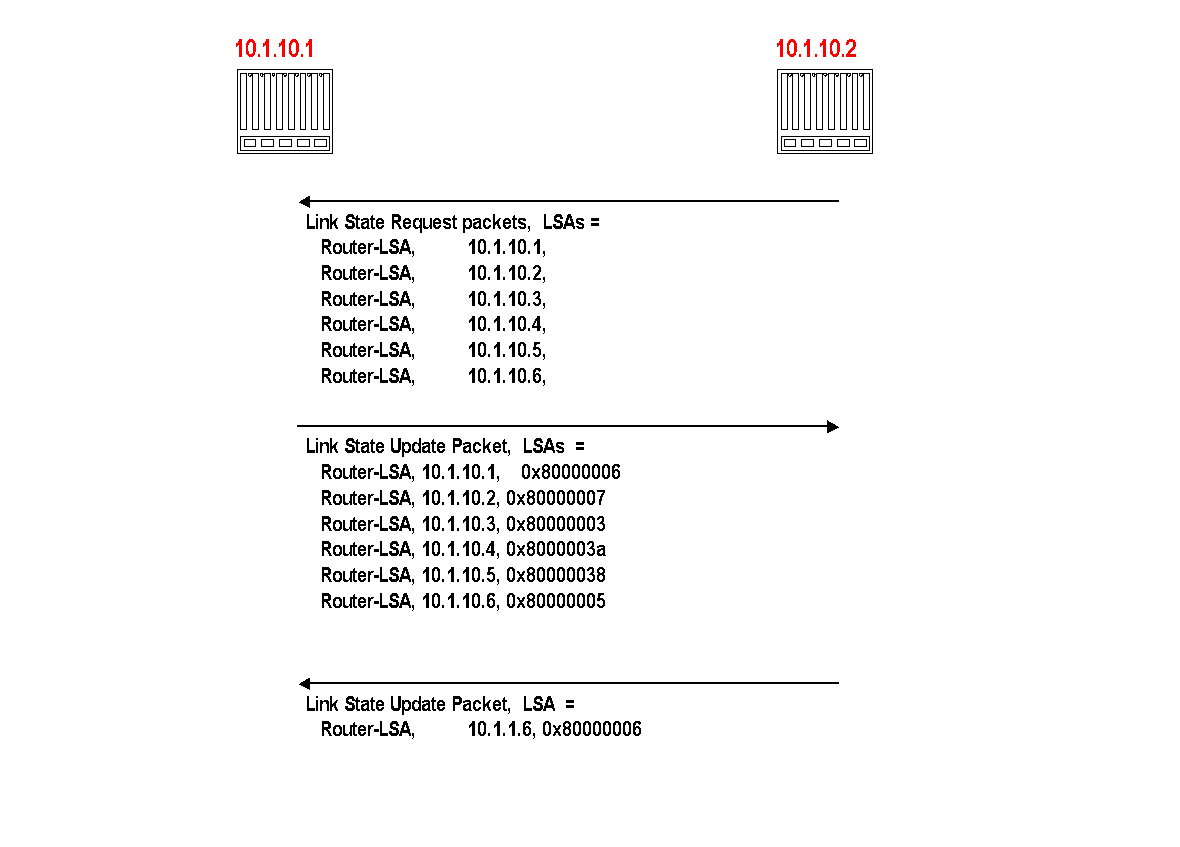 10.1.10.1 10.1.10.2
Link State Request packets, LSAs =
Router-LSA, 10.1.10.1,
Router-LSA, 10.1.10.2,
Router-LSA, 10.1.10.3,
Router-LSA, 10.1.10.4,
Router-LSA, 10.1.10.5,
Router-LSA, 10.1.10.6,
Link State Update Packet, LSAs =
Router-LSA, 10.1.10.1, 0x80000006
Router-LSA, 10.1.10.2, 0x80000007
Router-LSA, 10.1.10.3, 0x80000003
Router-LSA, 10.1.10.4, 0x8000003a
Router-LSA, 10.1.10.5, 0x80000038
Router-LSA, 10.1.10.6, 0x80000005
Link State Update Packet, LSA =
Router-LSA, 10.1.1.6, 0x80000006